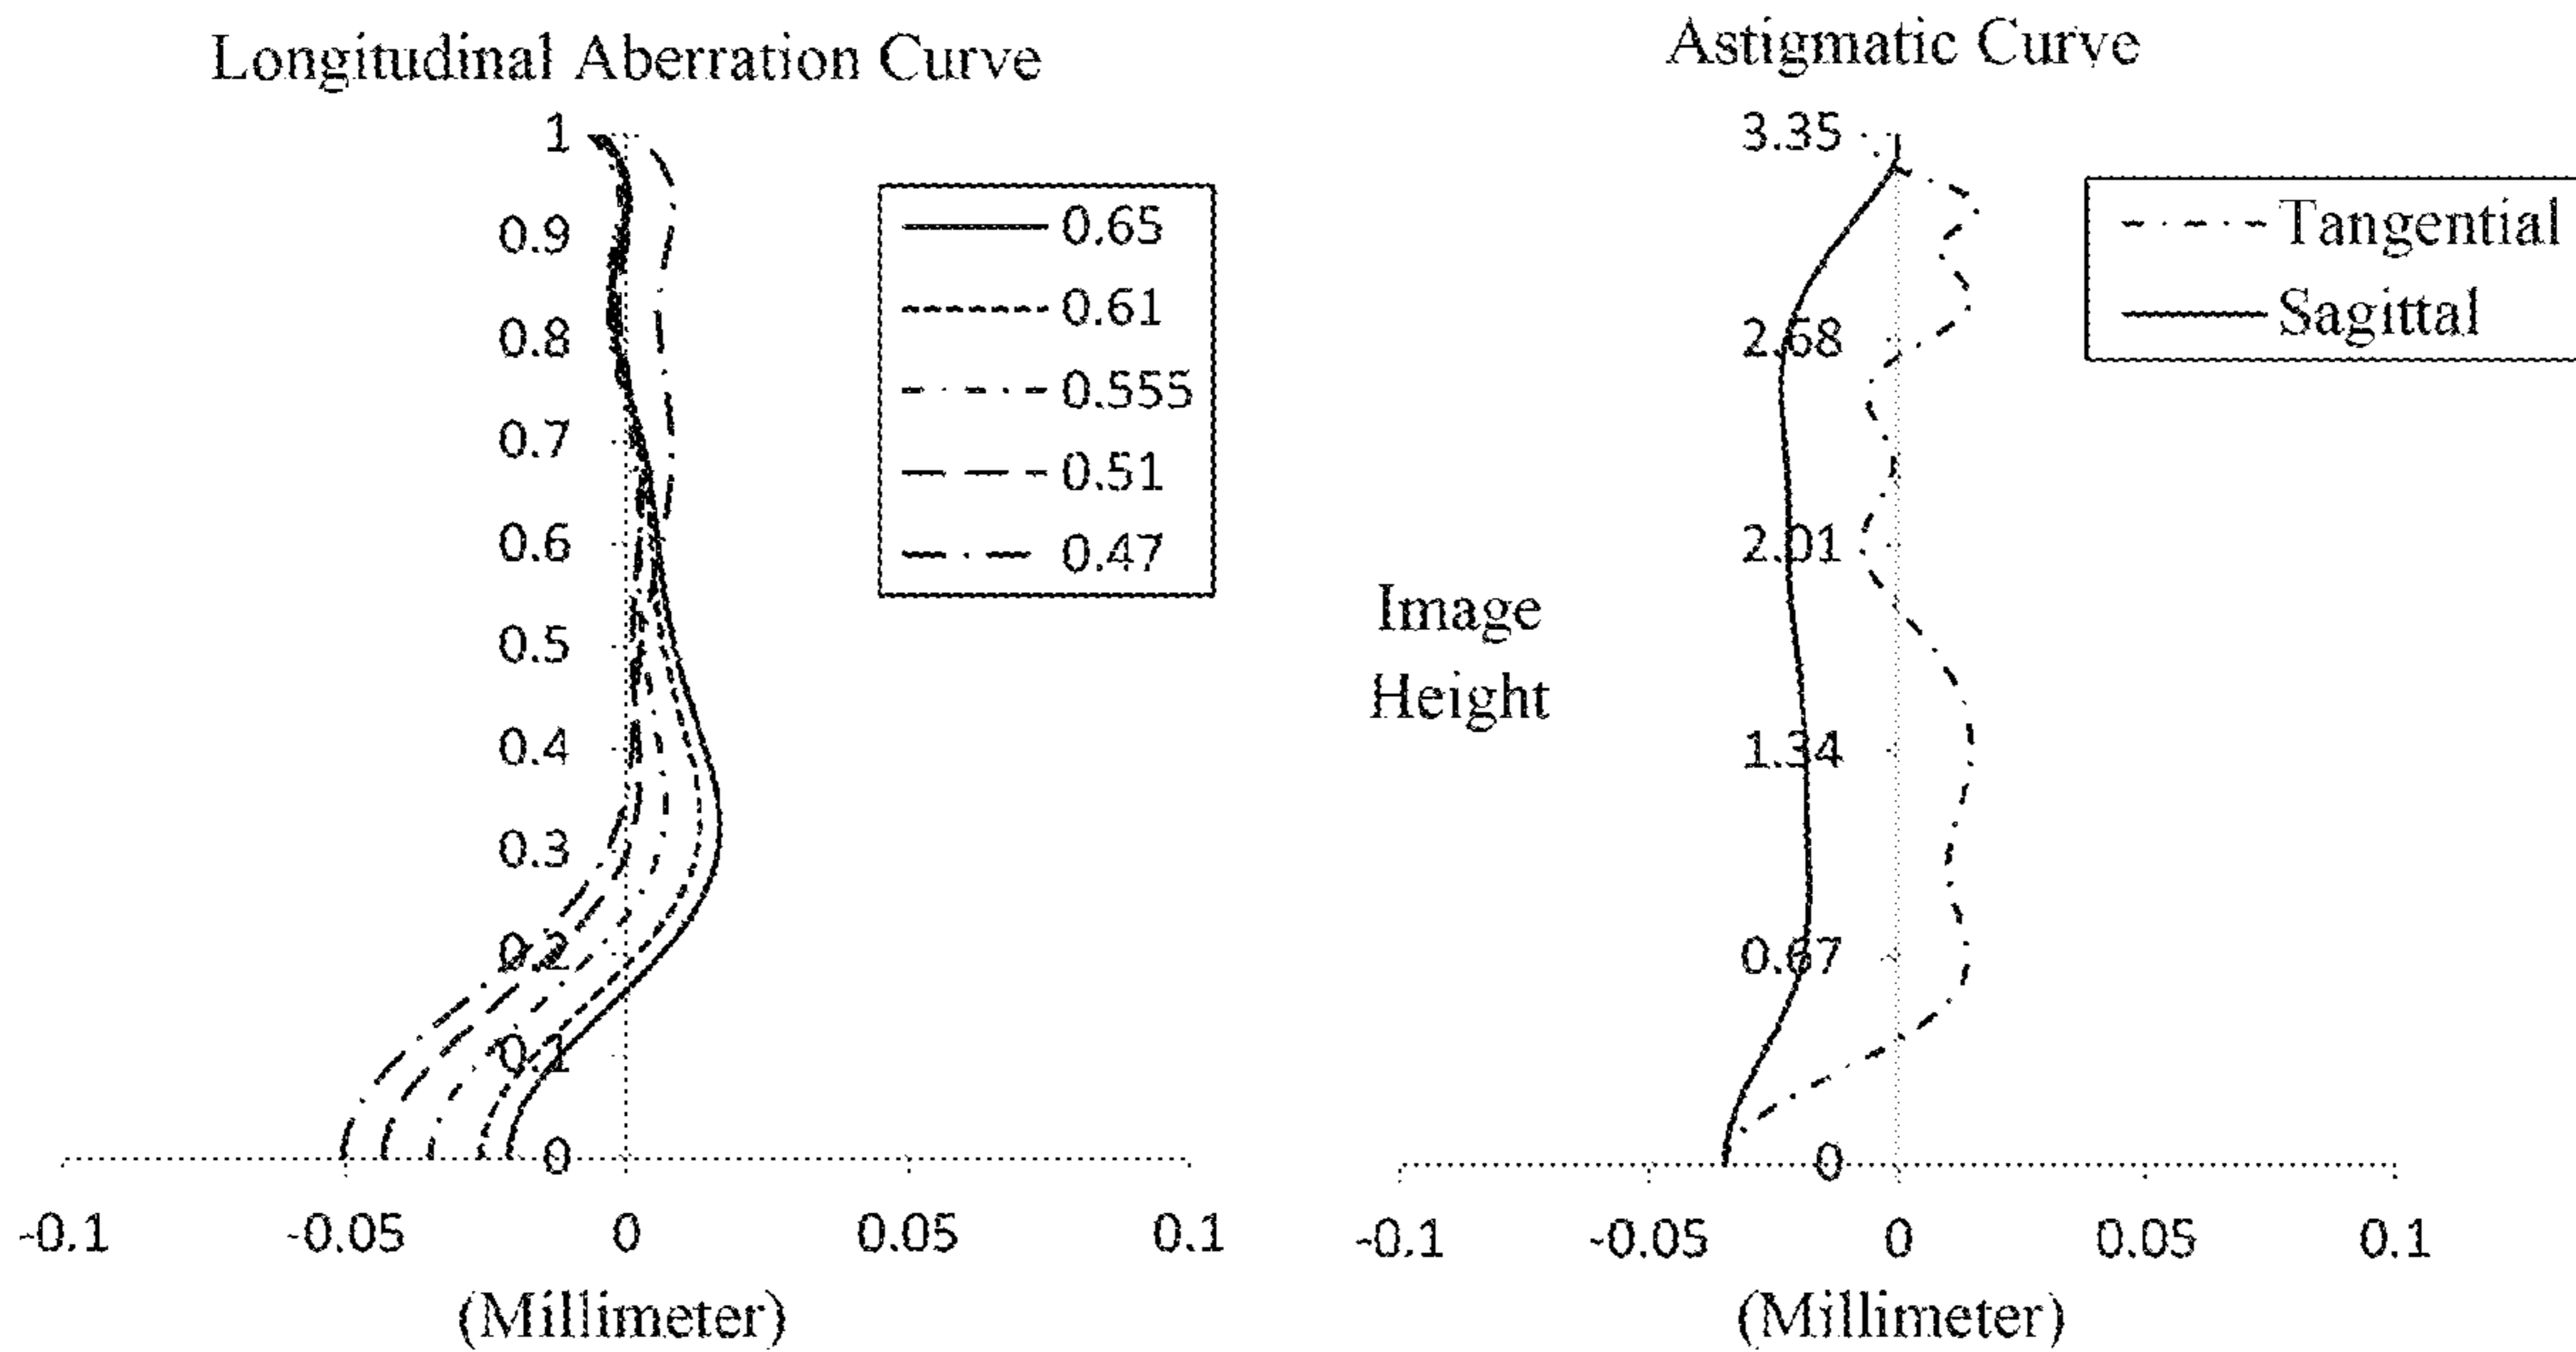 Longitudinal Aberration Curve
1
0.9
0.8
0.7
0.6
0.5
0.4
0.3
0.2
0.1
0
-0.1 -0.05 0 0.05 0.1
(Millimeter)
0.65
0.61
0.555
0.51
0.47
Astigmatic Curve
3.35
2.68
2.01
1.34
0.67
0
Image
Height
-0.1 -0.05 0 0.05 0.1
(Millimeter)
Tangential
Sagittal